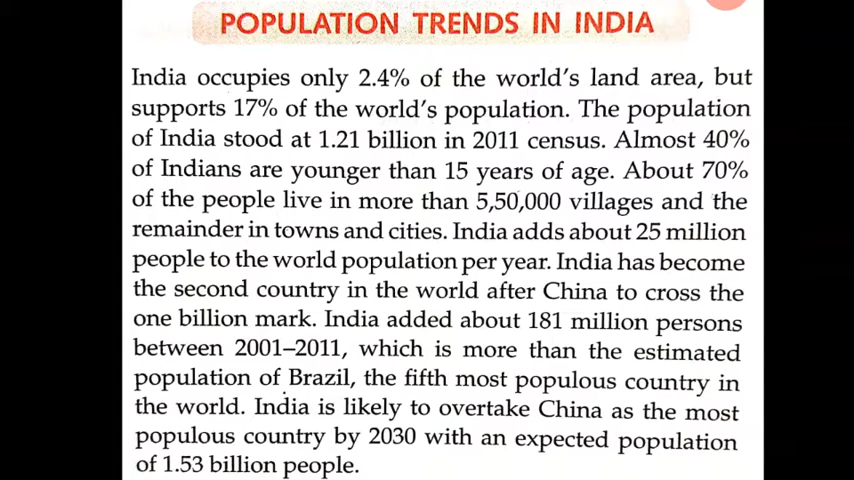 POPULATION TRENDS IN INDIA
India occupies only 2.4% of the world's land area, but
supports 17% of the world's population. The population
of India stood at 1.21 billion in 2011 census. Almost 40%
of Indians are younger than 15 years of age. About 70%
of the people live in more than 5,50,000 villages and the
remainder in towns and cities. India adds about 25 million
people to the world population per year. India has become
the second country in the world after China to cross the
one billion mark. India added about 181 million persons
between 2001–2011, which is more than the estimated
population of Brazil, the fifth most populous country in
the world. India is likely to overtake China as the most
populous country by 2030 with an expected population
of 1.53 billion people.